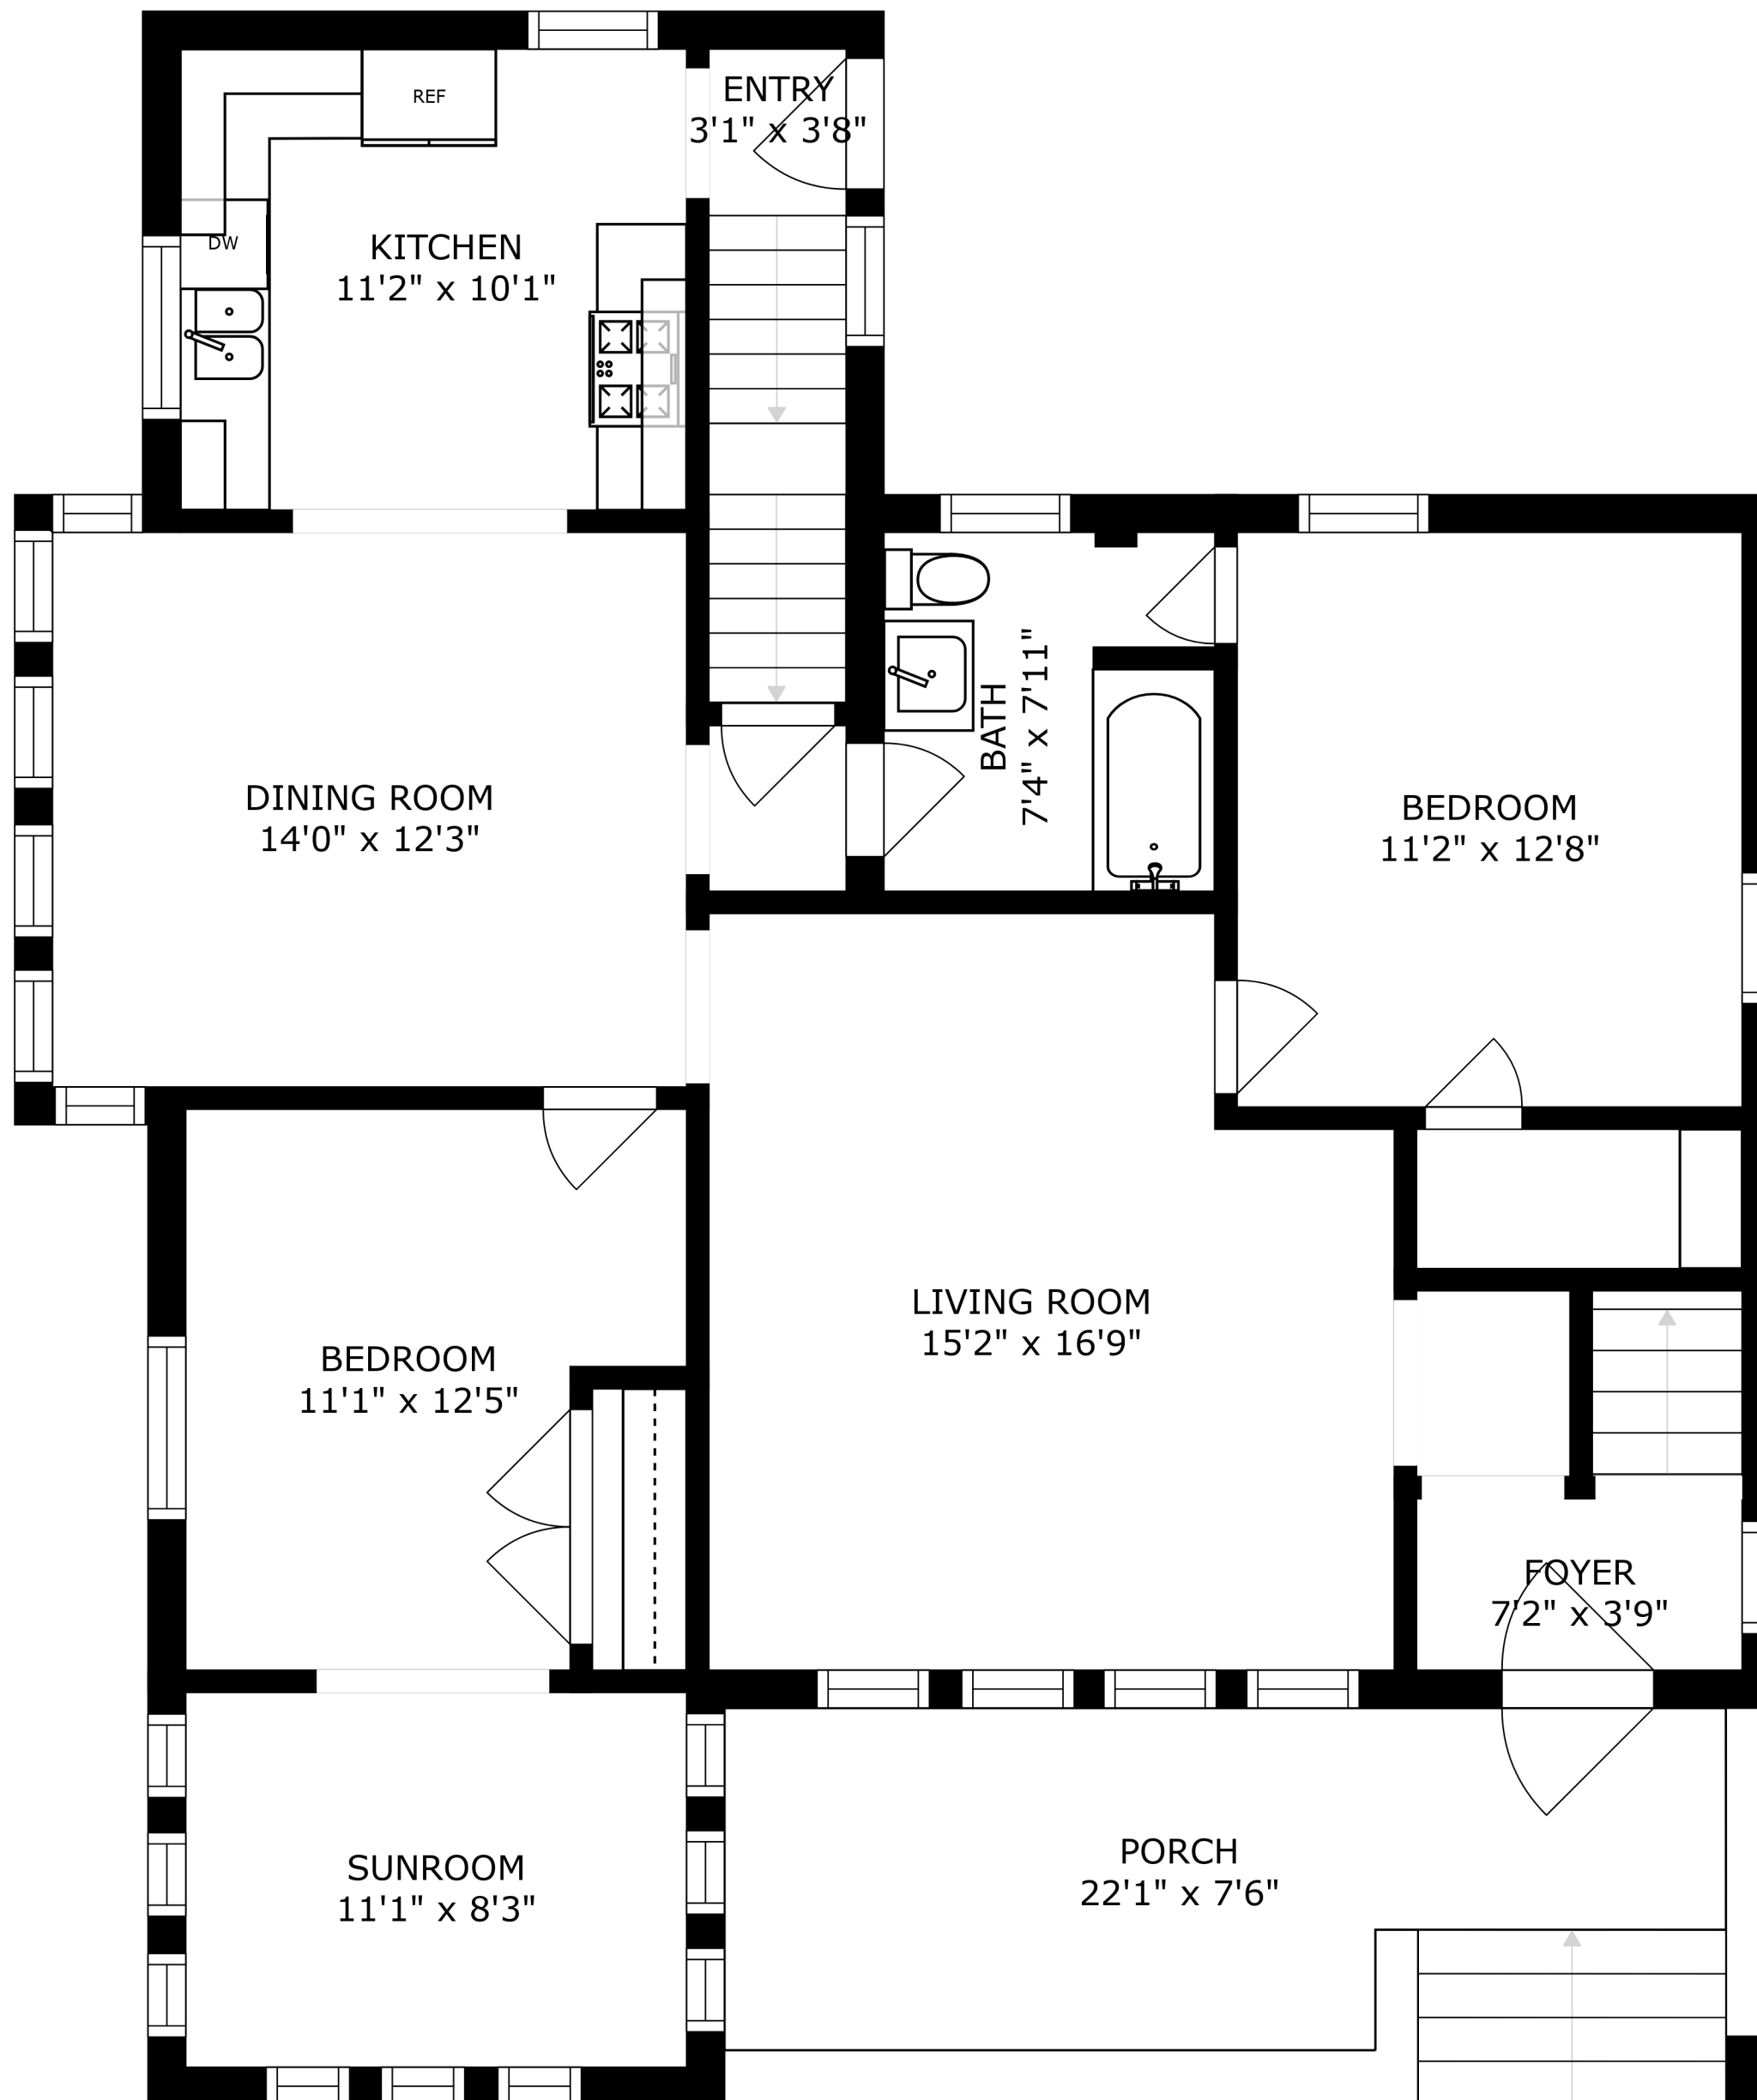 REF
ENTRY
3'1" x 3'8"
DW
KITCHEN
11'2" x 10'1"
BATH
7'4" x 7'11"
DINING ROOM
14'0" x 12'3"
BEDROOM
11'2" x 12'8"
LIVING ROOM
15'2" x 16'9"
BEDROOM
11'1" x 12'5"
FOYER
7'2" x 3'9"
PORCH
22'1" x 7'6"
SUNROOM
11'1" x 8'3"